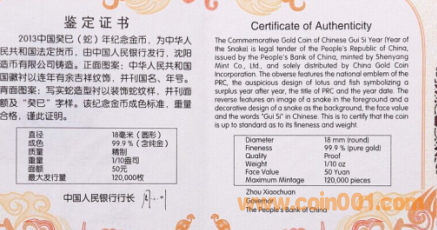 鉴定证书
2013中国癸巳（蛇）年纪念金币，为中华人
民共和国法定货币，由中国人民银行发行，沈阳
造币有限公司铸造。正面图案：中华人民共和国
国徽衬以连年有余吉祥纹饰，并刊国名、年号。
背面图案：写实蛇造型衬以装饰蛇纹样，并刊面
额及“癸巳”字样。该纪念金币成色标准，重量
合格，谨此证明。
直径 18毫米（圆形）
成色 99.9％（含纯金）
质量 精制
重量 1/10盎司
面额 50元
最大发行量 120,000枚
中国人民银行行长
Certificate of Authenticity
The Commemorative Gold Coin of Chinese Gui Si Year (Year of
the Snake) is legal tender of the People's Republic of China,
issued by the People's Bank of China, minted by Shenyang
Mint Co., Ltd., and solely distributed by China Gold Coin
Incorporation. The obverse features the national emblem of the
PRC, the auspicious design of lotus and fish symbolizing a
surplus year after year, the title of PRC and the year date. The
reverse features an image of a snake in the foreground and a
decorative design of a snake as the background, the face value
and the words "Gui Si" in Chinese. This is to certify that the coin
is up to standard as to its fineness and weight.
Diameter 18 mm (round)
Fineness 99.9 % (pure gold)
Quality Proof
Weight 1/10 oz
Face Value 50 Yuan
Maximum Mintage 120,000 pieces
Zhou Xiaochuan
Governor
The People's Bank of China
www.coin001.com